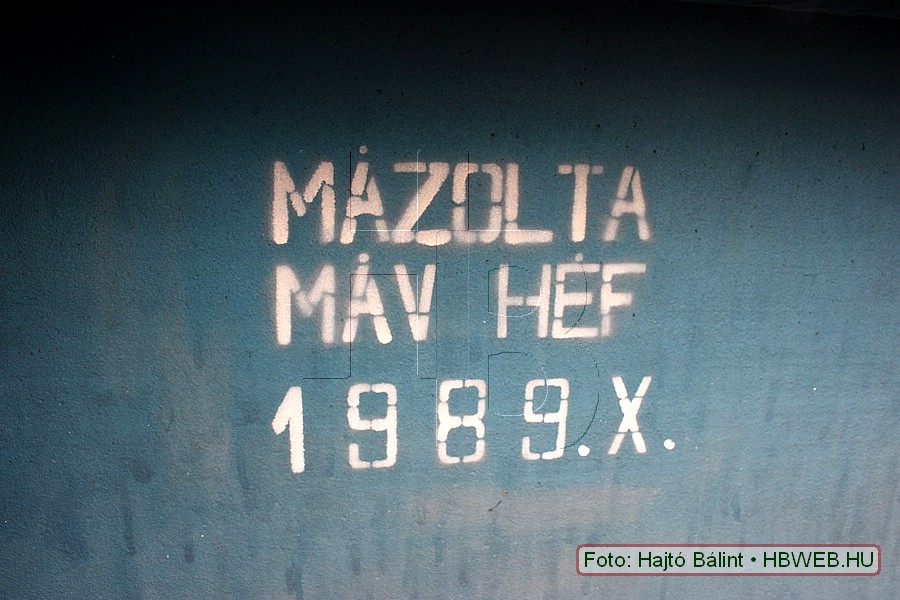 MÁZOLTA
MÁV HÉF
1989.X.
Foto: Hajtó Bálint • HBWEB.HU